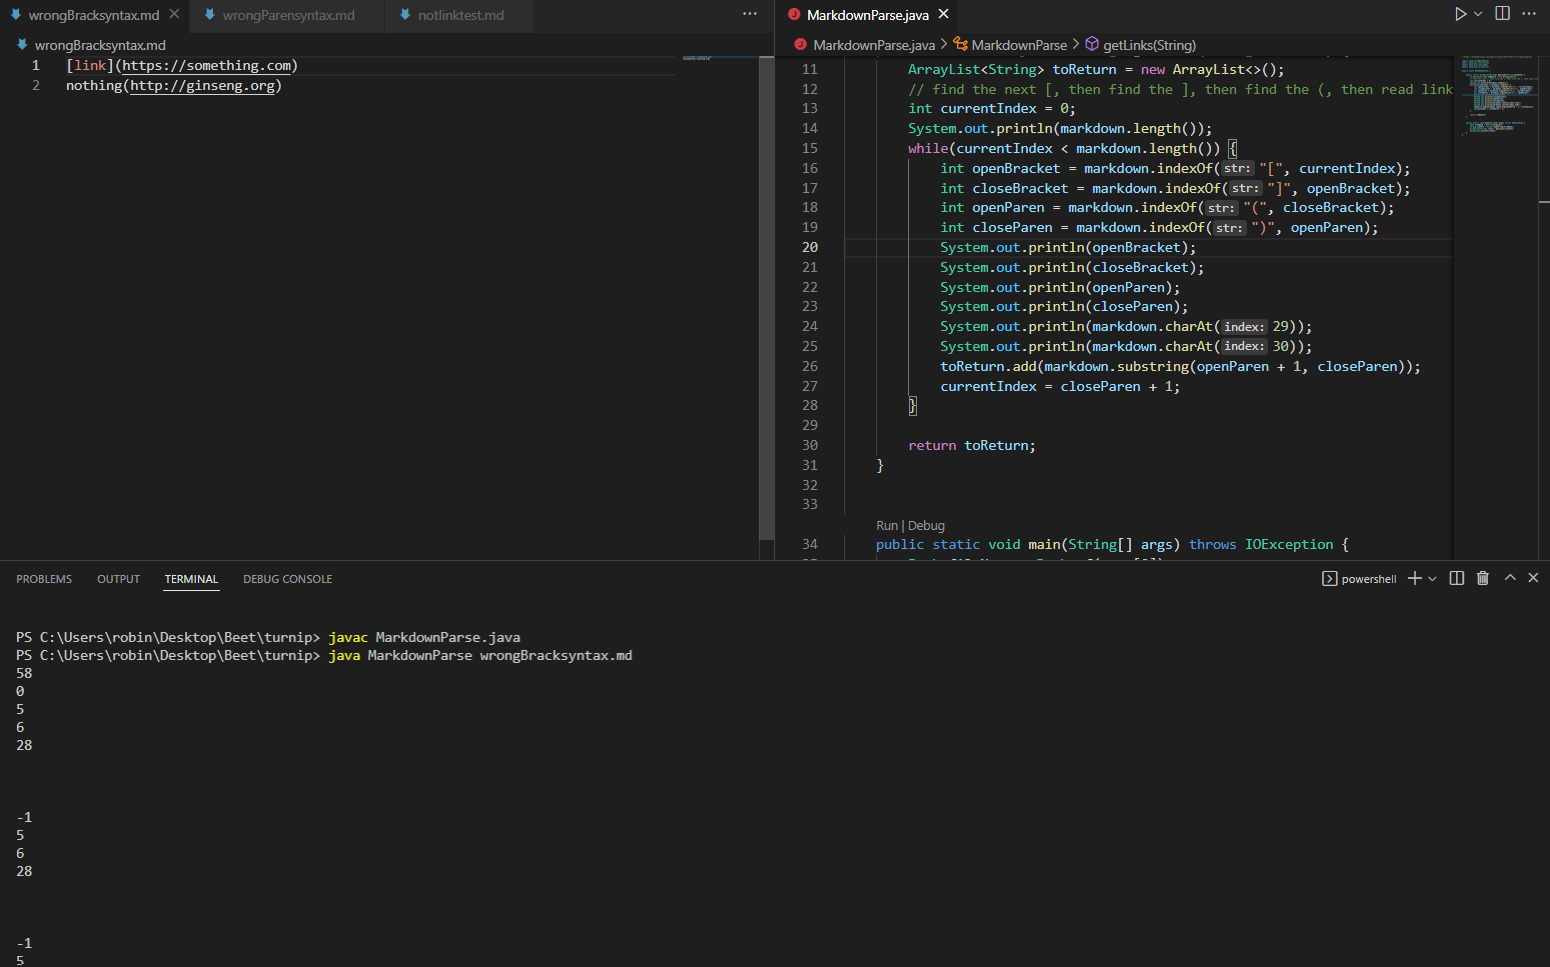 wrongBracksyntax.md
wrongParensyntax.md
notlinktest.md
wrongBracksyntax.md
1 [link](https://something.com)
2 nothing(http://ginseng.org)
MarkdownParse.java
MarkdownParse.java > MarkdownParse > getLinks(String)
11 ArrayList<String> toReturn = new ArrayList<>();
12 // find the next [, then find the ], then find the (, then read link
13 int currentIndex = 0;
14 System.out.println(markdown.length());
15 while(currentIndex < markdown.length()) {
16 int openBracket = markdown.indexOf(str: "[", currentIndex);
17 int closeBracket = markdown.indexOf(str: "]", openBracket);
18 int openParen = markdown.indexOf(str: "(", closeBracket);
19 int closeParen = markdown.indexOf(str: ")", openParen);
20 System.out.println(openBracket);
21 System.out.println(closeBracket);
22 System.out.println(openParen);
23 System.out.println(closeParen);
24 System.out.println(markdown.charAt(index: 29));
25 System.out.println(markdown.charAt(index: 30));
26 toReturn.add(markdown.substring(openParen + 1, closeParen));
27 currentIndex = closeParen + 1;
28 }
29
30 return toReturn;
31 }
32
33
Run | Debug
34 public static void main(String[] args) throws IOException {
PROBLEMS OUTPUT TERMINAL DEBUG CONSOLE
powershell
PS C:\Users\robin\Desktop\Beet\turnip> javac MarkdownParse.java
PS C:\Users\robin\Desktop\Beet\turnip> java MarkdownParse wrongBracksyntax.md
58
0
5
6
28
-1
5
6
28
-1
5